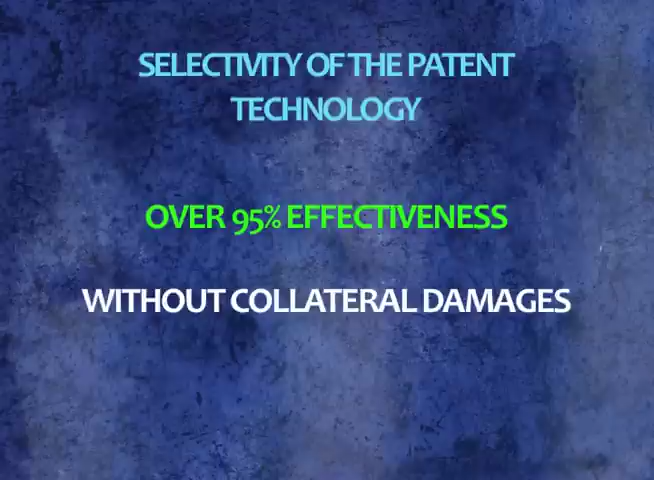 SELECTIVITY OF THE PATENT
TECHNOLOGY
OVER 95% EFFECTIVENESS
WITHOUT COLLATERAL DAMAGES